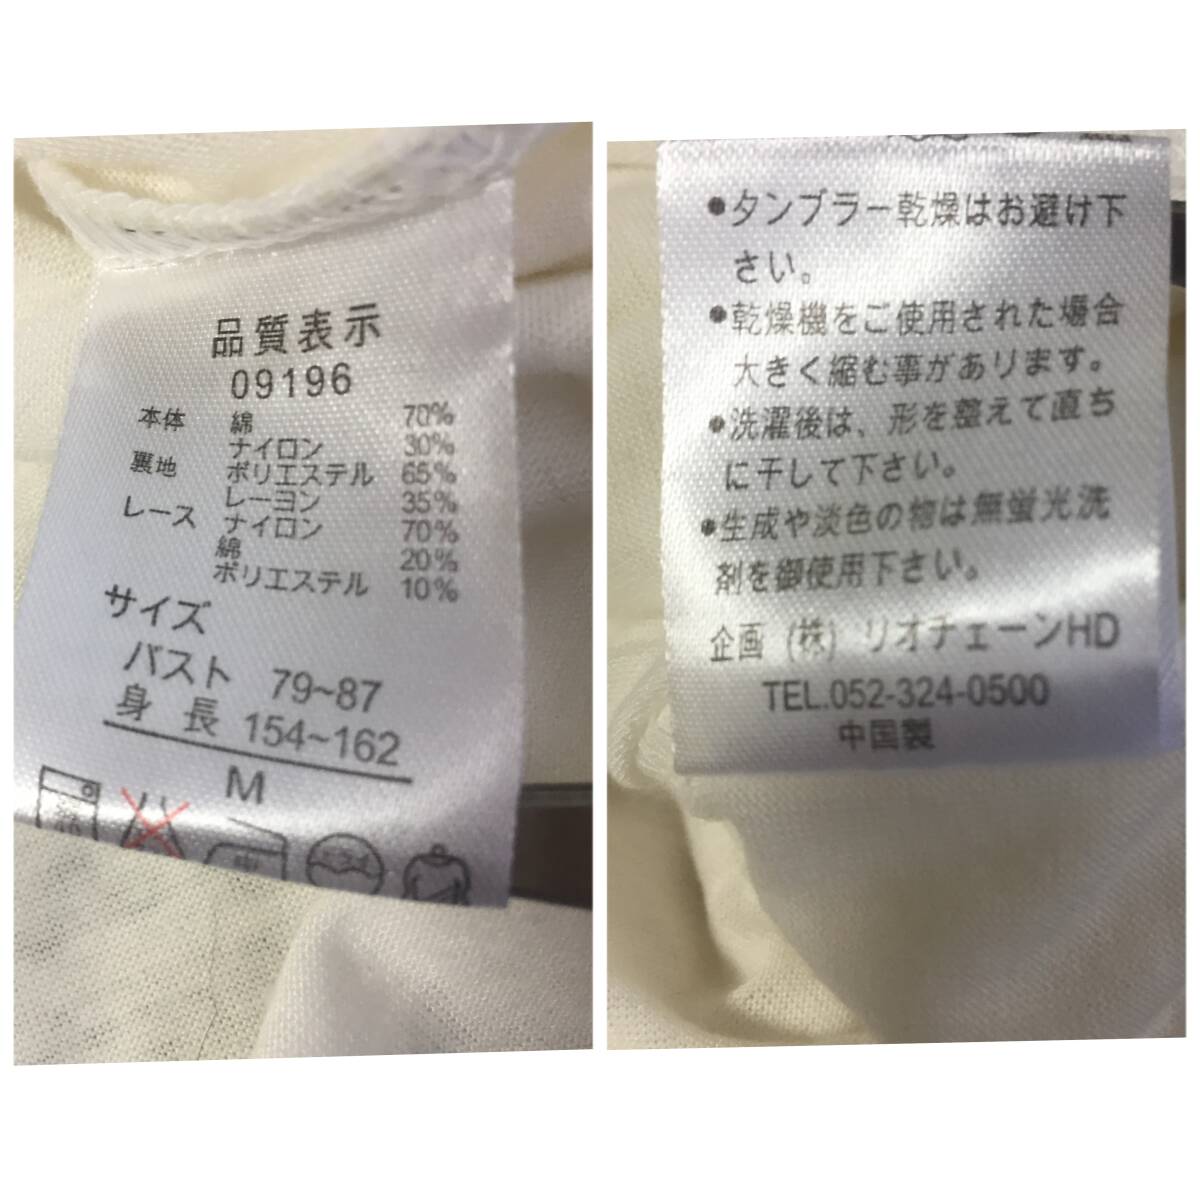 品質表示
09196
本体 綿 70%
ナイロン 30%
裏地 ポリエステル 65%
レーヨン 35%
レース ナイロン 70%
綿 20%
ポリエステル 10%
サイズ
バスト 79~87
身長 154~162
M
中
•タンブラー乾燥はお避け下
さい。
•乾燥機をご使用された場合
大きく縮む事があります。
•洗濯後は、形を整えて直ち
に干して下さい。
•生成や淡色の物は無蛍光洗
剤を御使用下さい。
企画 (株) リオチェーンHD
TEL.052-324-0500
中国製